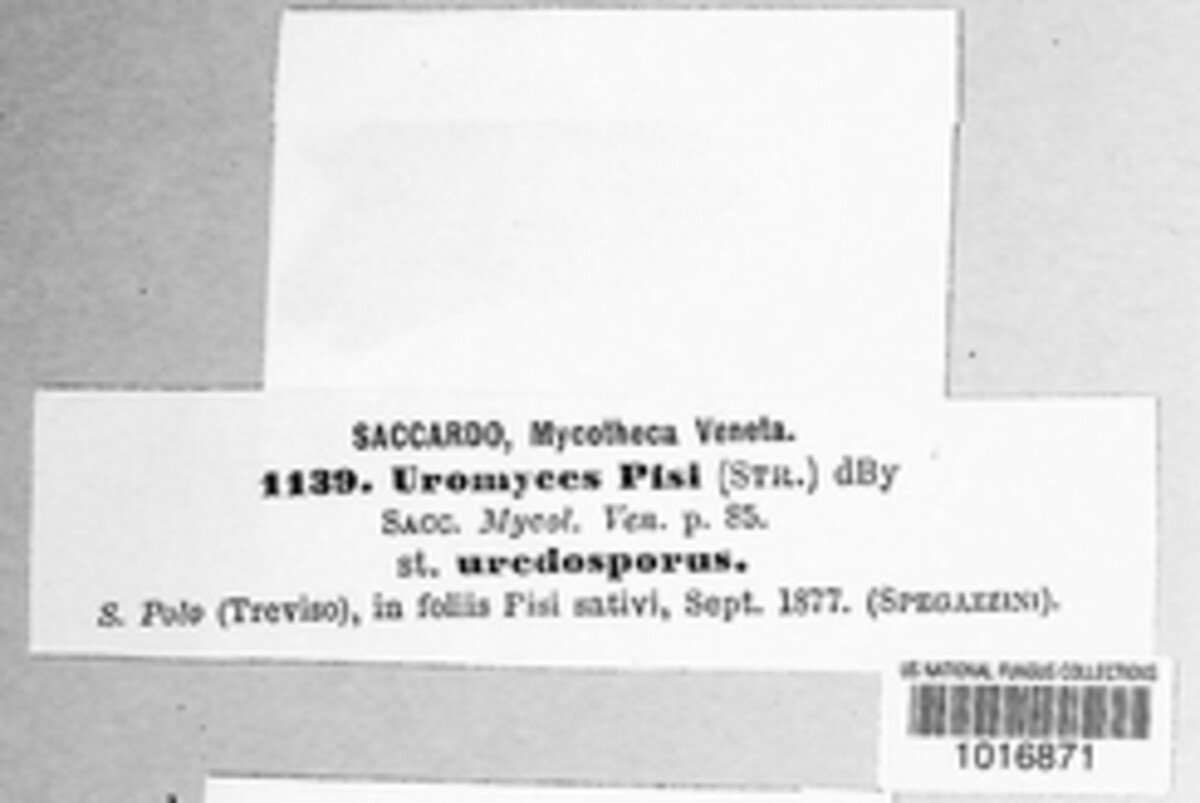 SACCARDO, Mycotheca Veneta.
1139. Uromyces Pisi (STR.) dBy
SACC. Mycol. Ven. p. 85.
st. uredosporus.
S. Polo (Treviso), in foliis Pisi sativi, Sept. 1877. (SPEGAZZINI).
US NATIONAL FUNGUS COLLECTIONS
1016871